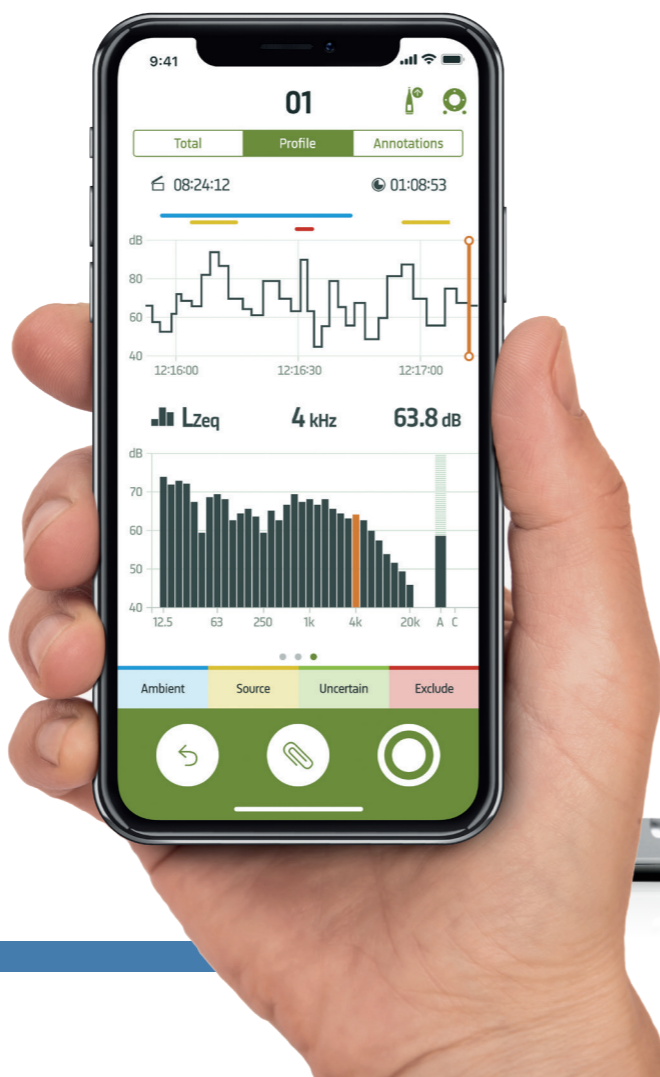 9:41
01
Total Profile Annotations
08:24:12 01:08:53
dB
80
60
40
12:16:00 12:16:30 12:17:00
LZeq 4 kHz 63.8 dB
dB
70
60
50
40
12.5 63 250 1k 4k 20k A C
Ambient Source Uncertain Exclude